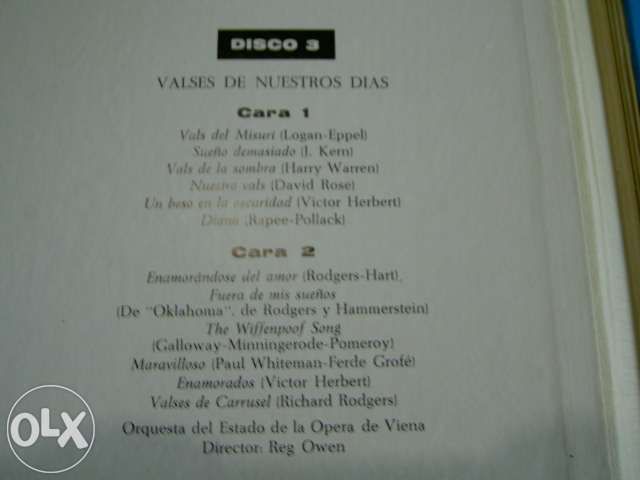 DISCO 3
VALSES DE NUESTROS DIAS
Cara 1
Vals del Misuri (Logan-Eppel)
Sueño demasiado (J. Kern)
Vals de la sombra (Harry Warren)
Nuestro vals (David Rose)
Un beso en la oscuridad (Victor Herbert)
Diana (Rapee-Pollack)
Cara 2
Enamorándose del amor (Rodgers-Hart),
Fuera de mis sueños
(De "Oklahoma", de Rodgers y Hammerstein)
The Wiffenpoof Song
(Galloway-Minningerode-Pomeroy)
Maravilloso (Paul Whiteman-Ferde Grofé)
Enamorados (Victor Herbert)
Valses de Carrusel (Richard Rodgers)
Orquesta del Estado de la Opera de Viena
Director: Reg Owen
OLX